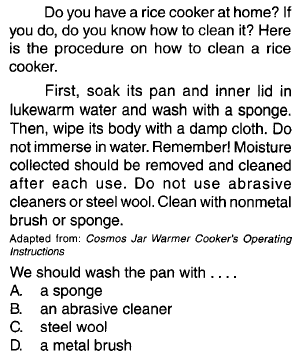 Do you have a rice cooker at home? If
you do, do you know how to clean it? Here
is the procedure on how to clean a rice
cooker.
First, soak its pan and inner lid in
lukewarm water and wash with a sponge.
Then, wipe its body with a damp cloth. Do
not immerse in water. Remember! Moisture
collected should be removed and cleaned
after each use. Do not use abrasive
cleaners or steel wool. Clean with nonmetal
brush or sponge.
Adapted from: Cosmos Jar Warmer Cooker's Operating
Instructions
We should wash the pan with . . . .
A. a sponge
B. an abrasive cleaner
C. steel wool
D. a metal brush